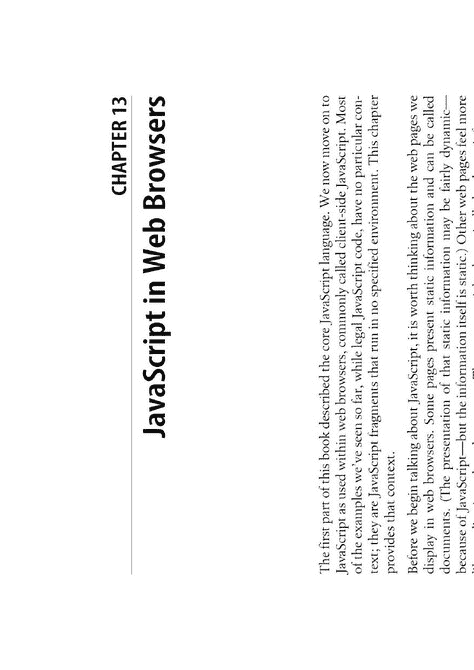 CHAPTER 13
JavaScript in Web Browsers
The first part of this book described the core JavaScript language. We now move on to
JavaScript as used within web browsers, commonly called client-side JavaScript. Most
of the examples we've seen so far, while legal JavaScript code, have no particular con-
text; they are JavaScript fragments that run in no specified environment. This chapter
provides that context.
Before we begin talking about JavaScript, it is worth thinking about the web pages we
display in web browsers. Some pages present static information and can be called
documents. (The presentation of that static information may be fairly dynamic—
because of JavaScript—but the information itself is static.) Other web pages feel more